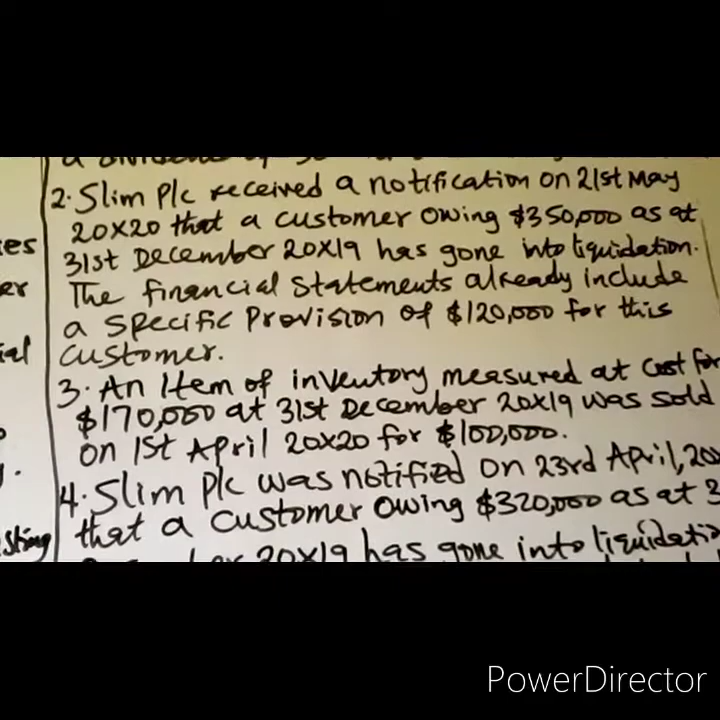 2. Slim Plc received a notification on 21st May
20X20 that a customer owing $350,000 as at
31st December 20X19 has gone into liquidation.
The financial Statements already include
a Specific Provision of $120,000 for this
customer.
3. An Item of inventory measured at cost for
$170,000 at 31st December 20X19 was sold
on 1st April 20X20 for $100,000.
4. Slim Plc was notified on 23rd April, 20
that a customer owing $320,000 as at 3
20X19 has gone into liquidatio
PowerDirector